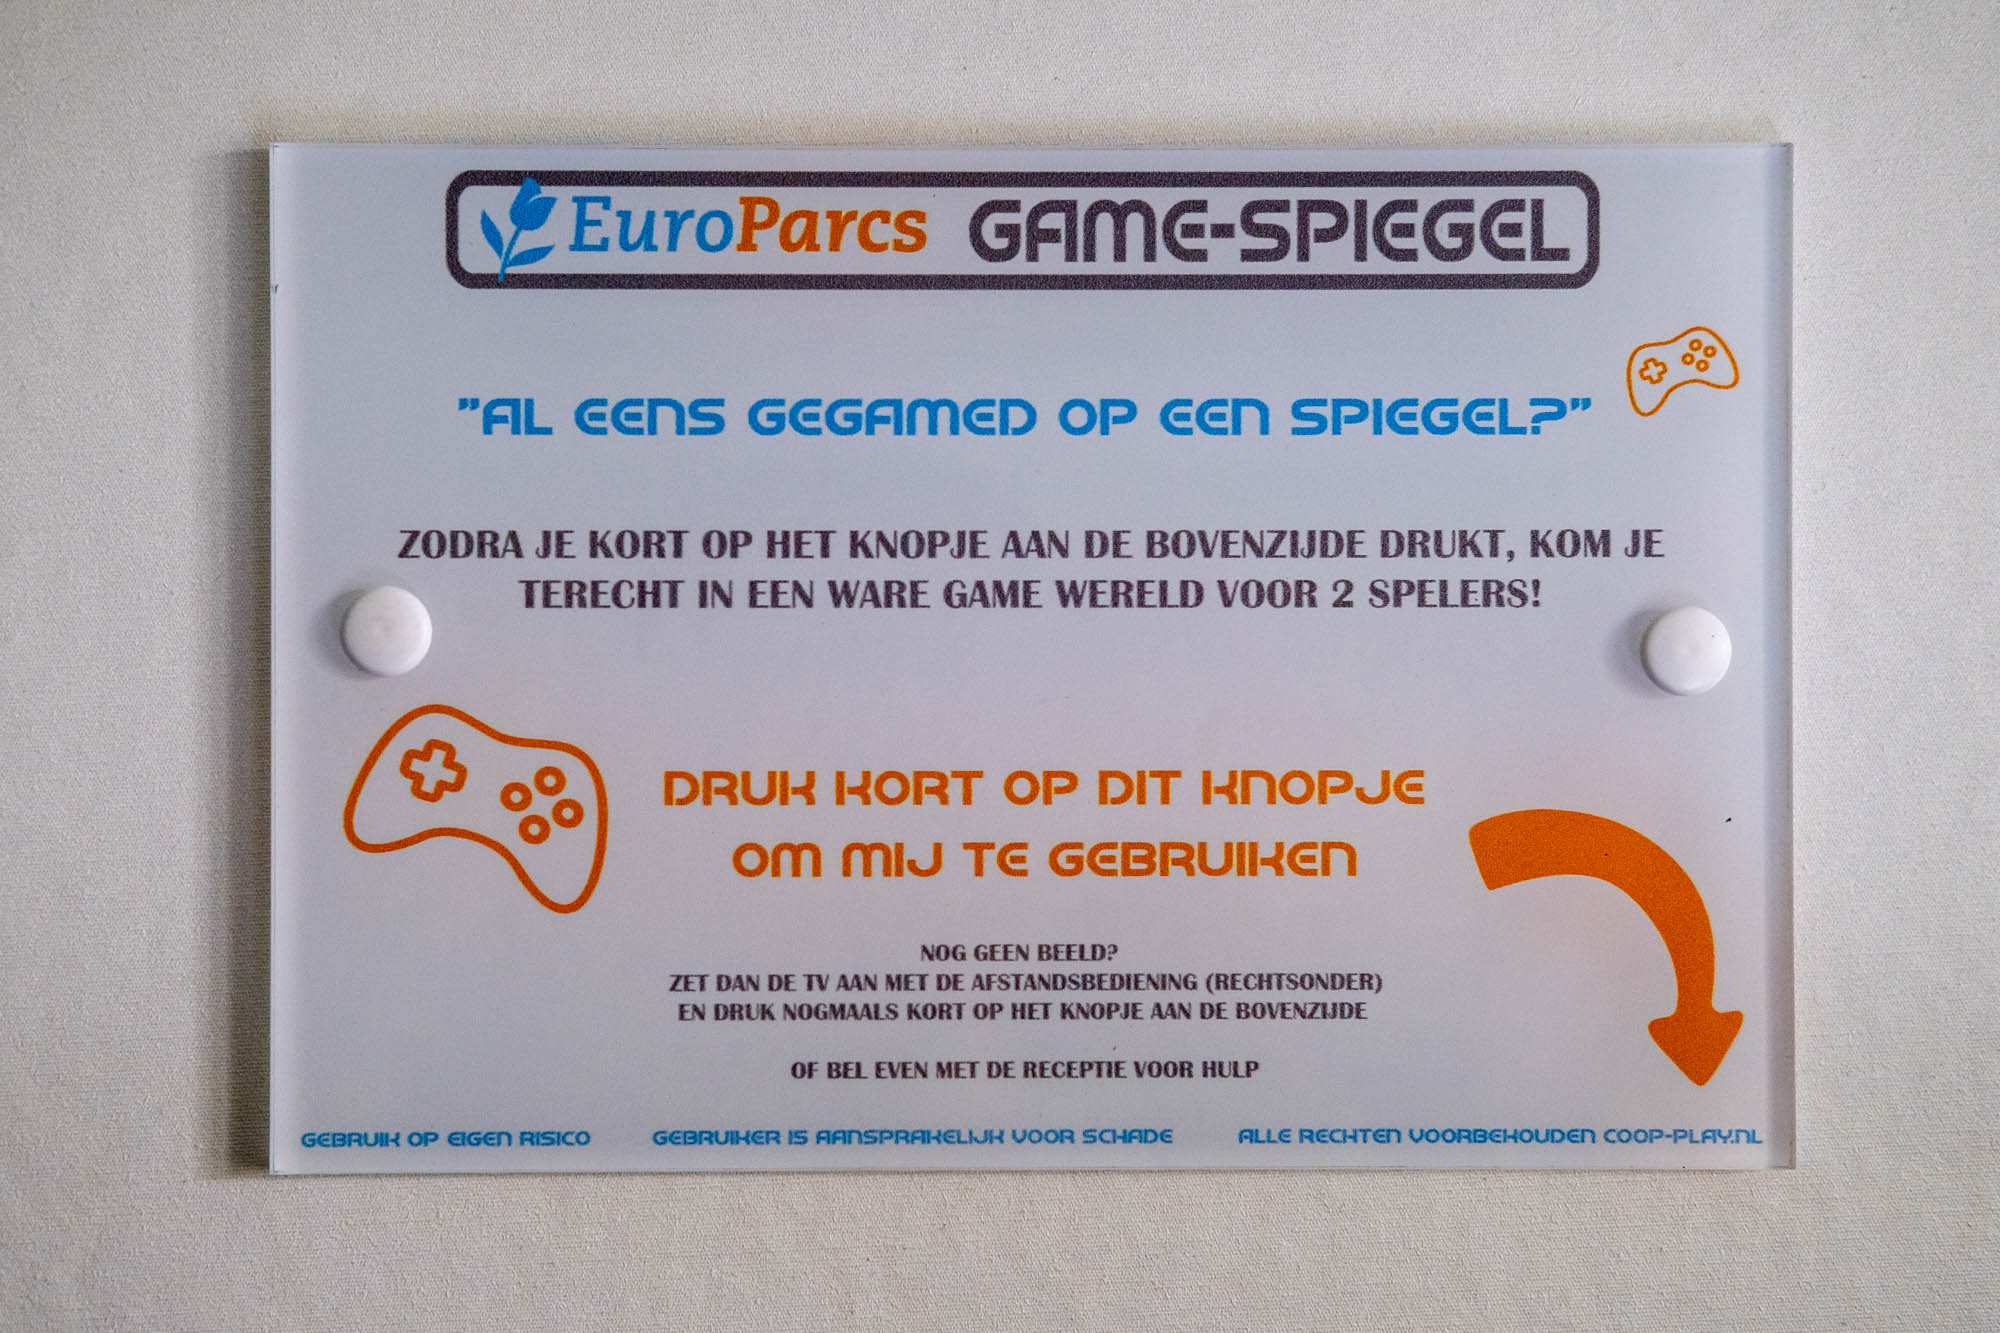 EuroParcs GAME-SPIEGEL
"AL EENS GEGAMED OP EEN SPIEGEL?"
ZODRA JE KORT OP HET KNOPJE AAN DE BOVENZIJDE DRUKT, KOM JE
TERECHT IN EEN WARE GAME WERELD VOOR 2 SPELERS!
DRUK KORT OP DIT KNOPJE
OM MIJ TE GEBRUIKEN
NOG GEEN BEELD?
ZET DAN DE TV AAN MET DE AFSTANDSBEDIENING (RECHTSONDER)
EN DRUK NOGMAALS KORT OP HET KNOPJE AAN DE BOVENZIJDE
OF BEL EVEN MET DE RECEPTIE VOOR HULP
GEBRUIK OP EIGEN RISICO GEBRUIKER IS AANSPRAKELIJK VOOR SCHADE ALLE RECHTEN VOORBEHOUDEN COOP-PLAY.NL